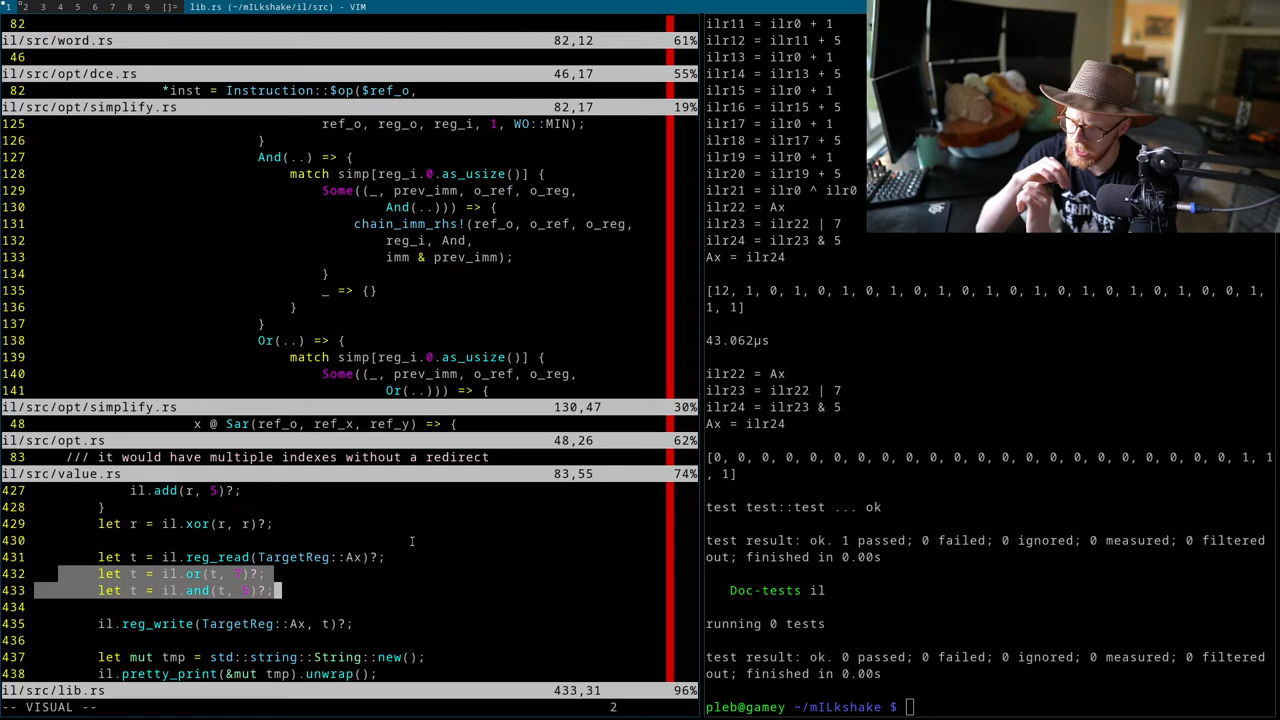 1 2 3 4 5 6 7 8 9 []= lib.rs (~/mILkshake/il/src) - VIM
82
il/src/word.rs 82,12 61%
46
il/src/opt/dce.rs 46,17 55%
82 *inst = Instruction::$op($ref_o,
il/src/opt/simplify.rs 82,17 19%
125 ref_o, reg_o, reg_i, 1, WO::MIN);
126 }
127 And(..) => {
128 match simp[reg_i.0.as_usize()] {
129 Some((_, prev_imm, o_ref, o_reg,
130 And(..))) => {
131 chain_imm_rhs!(ref_o, o_ref, o_reg,
132 reg_i, And,
133 imm & prev_imm);
134 }
135 _ => {}
136 }
137 }
138 Or(..) => {
139 match simp[reg_i.0.as_usize()] {
140 Some((_, prev_imm, o_ref, o_reg,
141 Or(..))) => {
il/src/opt/simplify.rs 130,47 30%
48 x @ Sar(ref_o, ref_x, ref_y) => {
il/src/opt.rs 48,26 62%
83 /// it would have multiple indexes without a redirect
il/src/value.rs 83,55 74%
427 il.add(r, 5)?;
428 }
429 let r = il.xor(r, r)?;
430
431 let t = il.reg_read(TargetReg::Ax)?;
432 let t = il.or(t, 7)?;
433 let t = il.and(t, 5)?;
434
435 il.reg_write(TargetReg::Ax, t)?;
436
437 let mut tmp = std::string::String::new();
438 il.pretty_print(&mut tmp).unwrap();
il/src/lib.rs 433,31 96%
-- VISUAL -- 2
ilr11 = ilr0 + 1
ilr12 = ilr11 + 5
ilr13 = ilr0 + 1
ilr14 = ilr13 + 5
ilr15 = ilr0 + 1
ilr16 = ilr15 + 5
ilr17 = ilr0 + 1
ilr18 = ilr17 + 5
ilr19 = ilr0 + 1
ilr20 = ilr19 + 5
ilr21 = ilr0 ^ ilr0
ilr22 = Ax
ilr23 = ilr22 | 7
ilr24 = ilr23 & 5
Ax = ilr24
[12, 1, 0, 1, 0, 1, 0, 1, 0, 1, 0, 1, 0, 1, 0, 1, 0, 1, 0, 1, 0, 0, 1,
1, 1]
43.062µs
ilr22 = Ax
ilr23 = ilr22 | 7
ilr24 = ilr23 & 5
Ax = ilr24
[0, 0, 0, 0, 0, 0, 0, 0, 0, 0, 0, 0, 0, 0, 0, 0, 0, 0, 0, 0, 0, 0, 1, 1
, 1]
test test::test ... ok
test result: ok. 1 passed; 0 failed; 0 ignored; 0 measured; 0 filtered
out; finished in 0.00s
Doc-tests il
running 0 tests
test result: ok. 0 passed; 0 failed; 0 ignored; 0 measured; 0 filtered
out; finished in 0.00s
pleb@gamey ~/mILkshake $